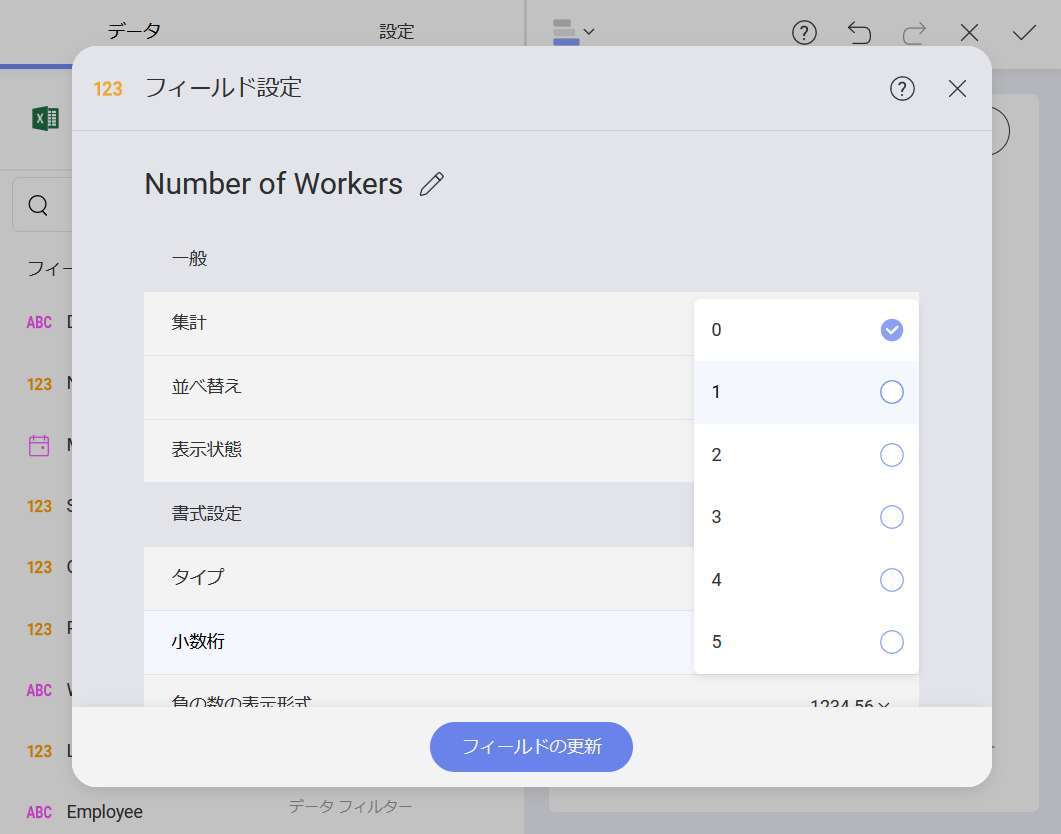 データ
設定
123 フィールド設定
Number of Workers
一般
フィー
集計
0
ABC
並べ替え
1
123
表示状態
2
書式設定
3
123
タイプ
4
123
小数桁
5
123
ABC
負の数の表示形式
1234.56
フィールドの更新
123
データ フィルター
ABC Employee